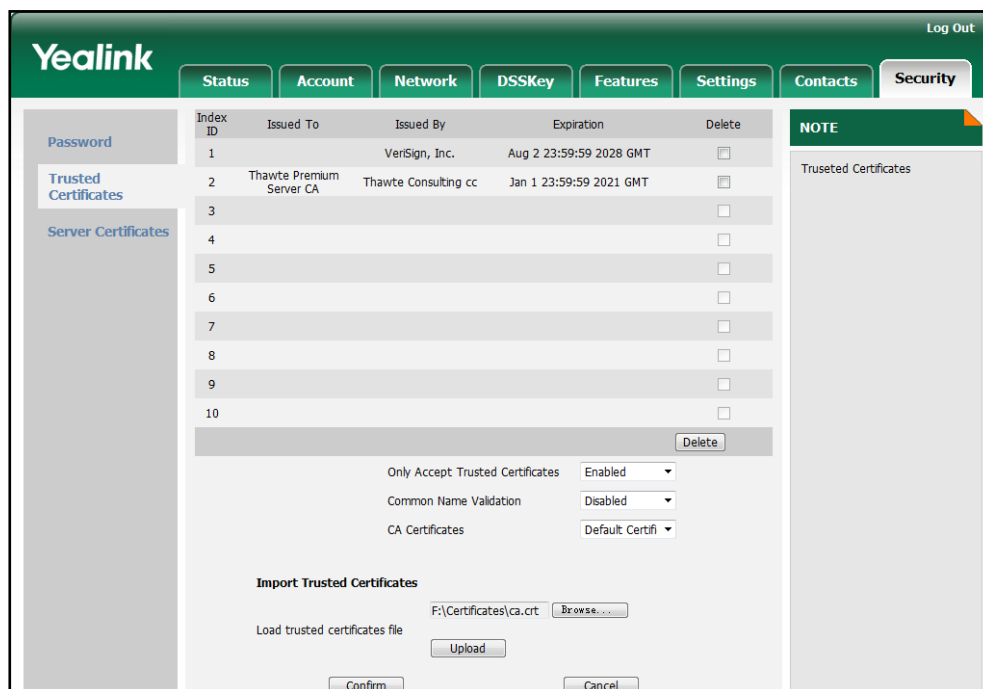 Log Out
Yealink
Status Account Network DSSKey Features Settings Contacts Security
Password
Trusted
Certificates
Server Certificates
Index ID Issued To Issued By Expiration Delete
1 VeriSign, Inc. Aug 2 23:59:59 2028 GMT
2 Thawte Premium Server CA Thawte Consulting cc Jan 1 23:59:59 2021 GMT
3
4
5
6
7
8
9
10
Delete
Only Accept Trusted Certificates Enabled
Common Name Validation Disabled
CA Certificates Default Certifi
Import Trusted Certificates
F:\Certificates\ca.crt Browse...
Load trusted certificates file
Upload
Confirm Cancel
NOTE
Truseted Certificates